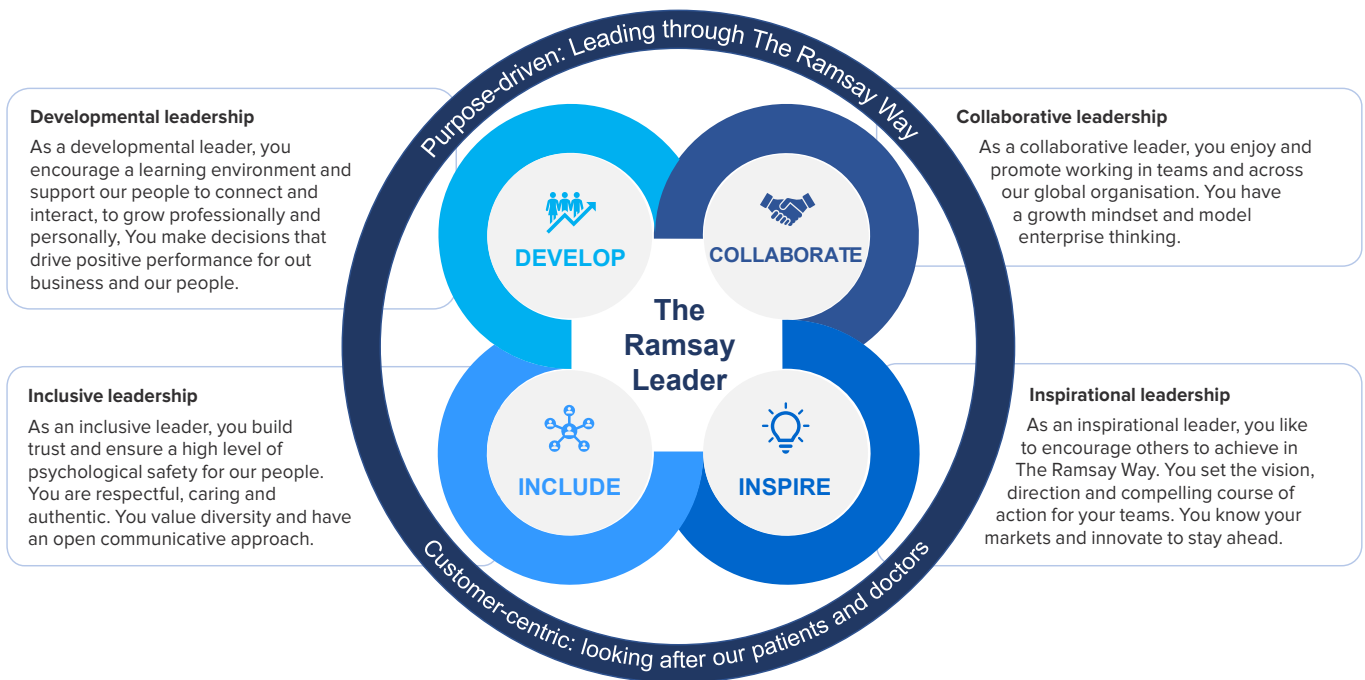 Purpose-driven: Leading through The Ramsay Way
Developmental leadership
As a developmental leader, you
encourage a learning environment and
support our people to connect and
interact, to grow professionally and
personally, You make decisions that
drive positive performance for out
business and our people.
Collaborative leadership
As a collaborative leader, you enjoy and
promote working in teams and across
our global organisation. You have
a growth mindset and model
enterprise thinking.
DEVELOP
COLLABORATE
The
Ramsay
Leader
Inclusive leadership
As an inclusive leader, you build
trust and ensure a high level of
psychological safety for our people.
You are respectful, caring and
authentic. You value diversity and have
an open communicative approach.
INCLUDE
INSPIRE
Inspirational leadership
As an inspirational leader, you like
to encourage others to achieve in
The Ramsay Way. You set the vision,
direction and compelling course of
action for your teams. You know your
markets and innovate to stay ahead.
Customer-centric: looking after our patients and doctors